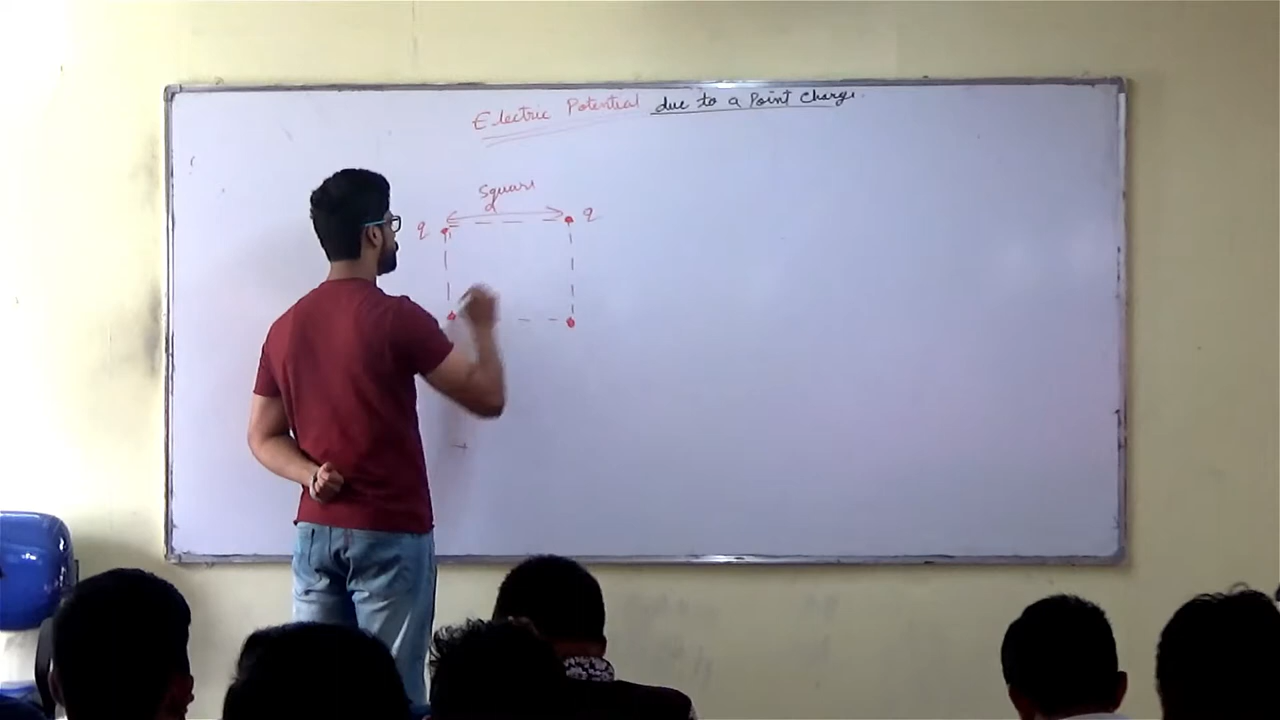 Electric Potential due to a Point Charge.
Square
q q